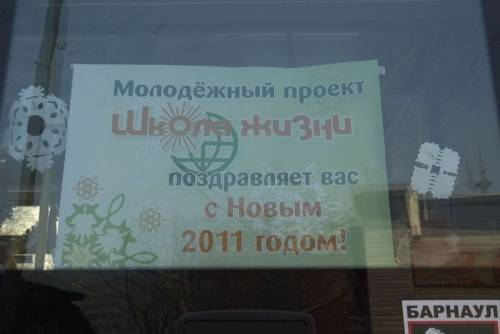 Молодёжный проект
Школа жизни
поздравляет вас
с Новым
2011 годом!
БАРНАУЛ